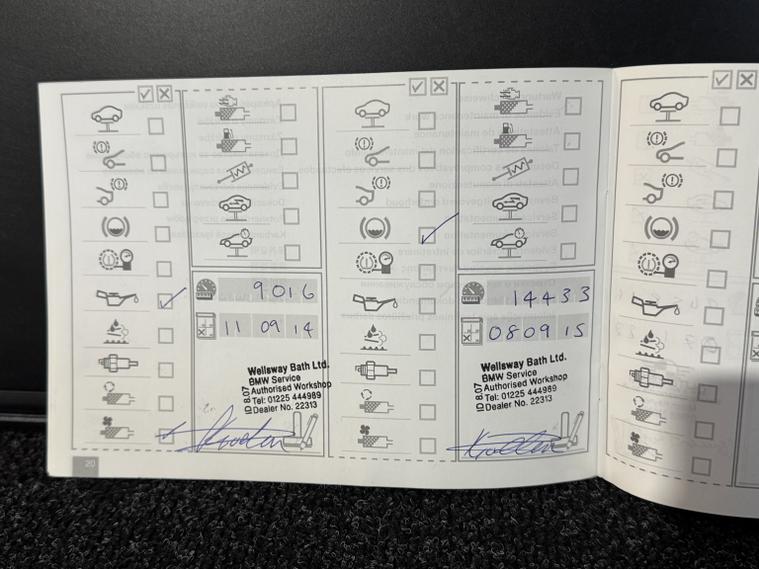 9016
11 09 14
Wellsway Bath Ltd.
BMW Service
Authorised Workshop
Tel: 01225 444989
Dealer No. 22313
ID 8.07
20
14433
08 09 15
Wellsway Bath Ltd.
BMW Service
Authorised Workshop
Tel: 01225 444989
Dealer No. 22313
ID 8.07